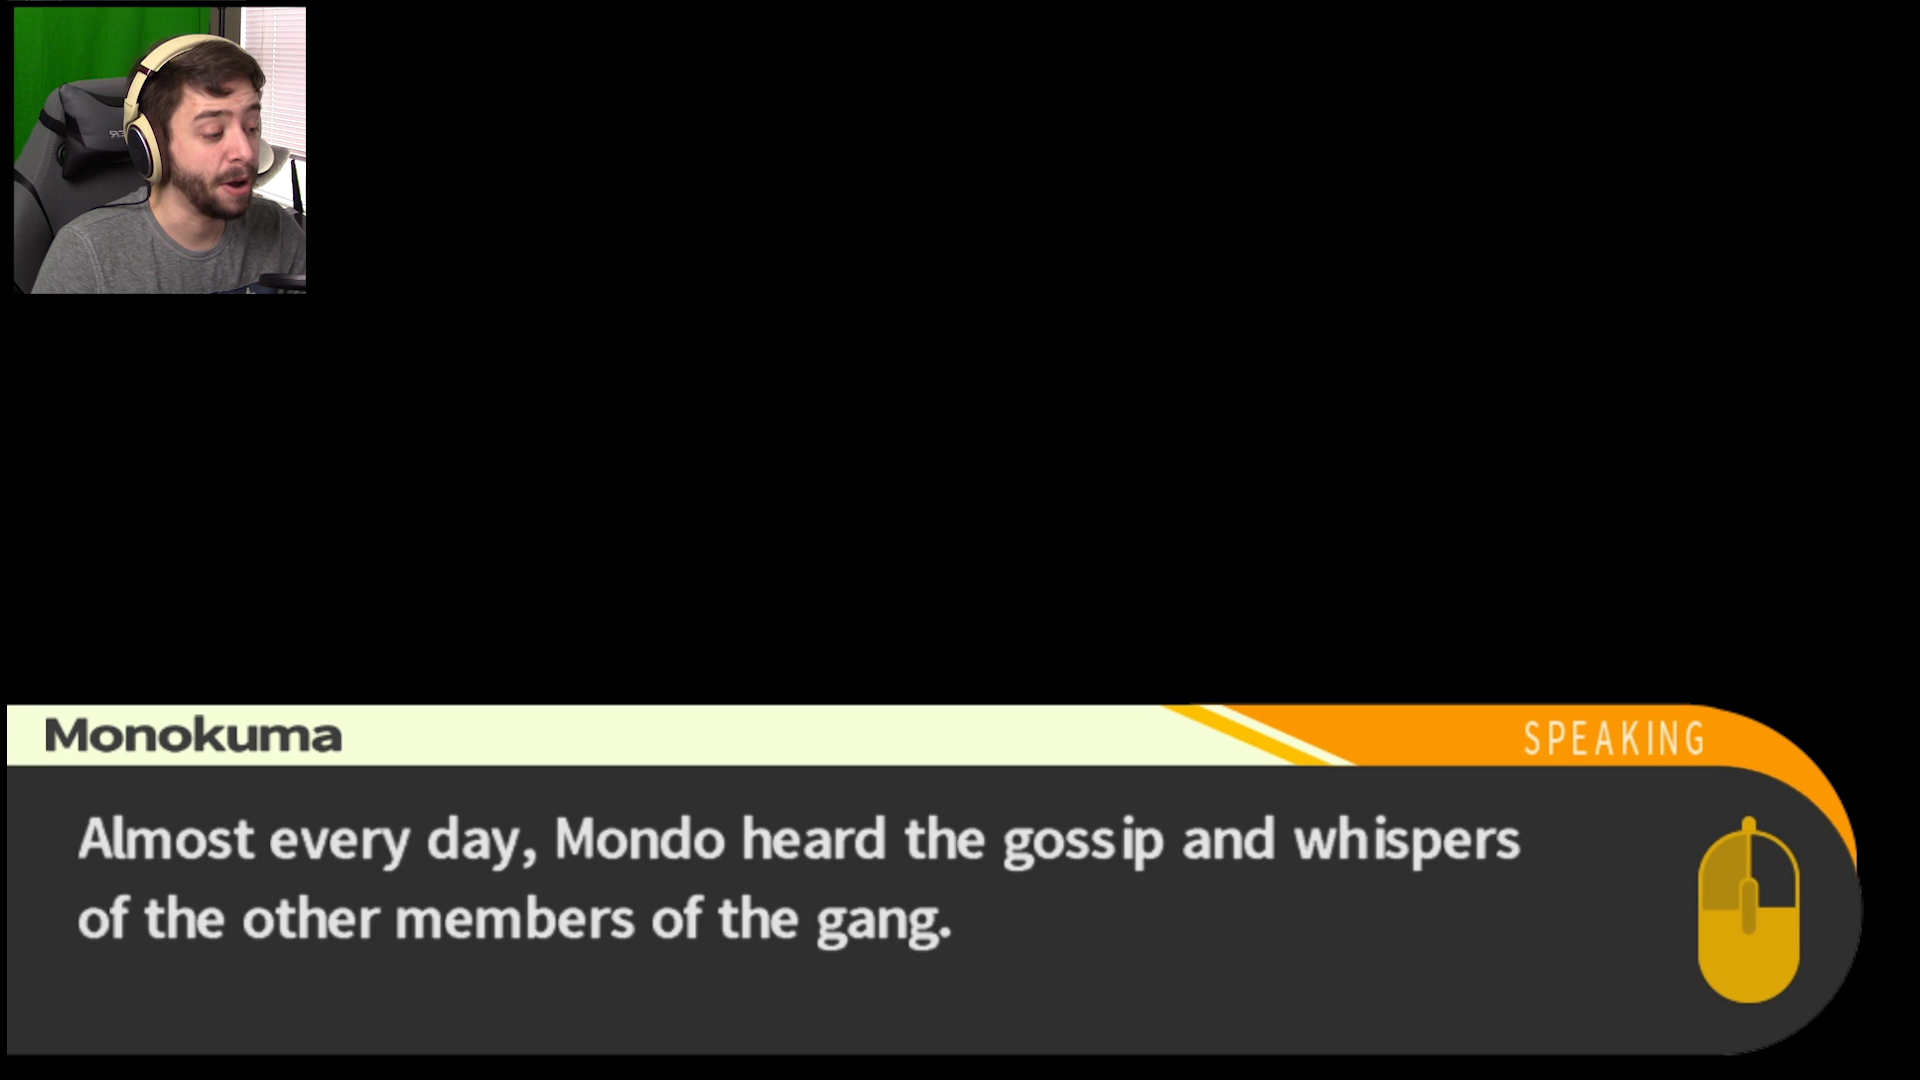 Monokuma
SPEAKING
Almost every day, Mondo heard the gossip and whispers
of the other members of the gang.